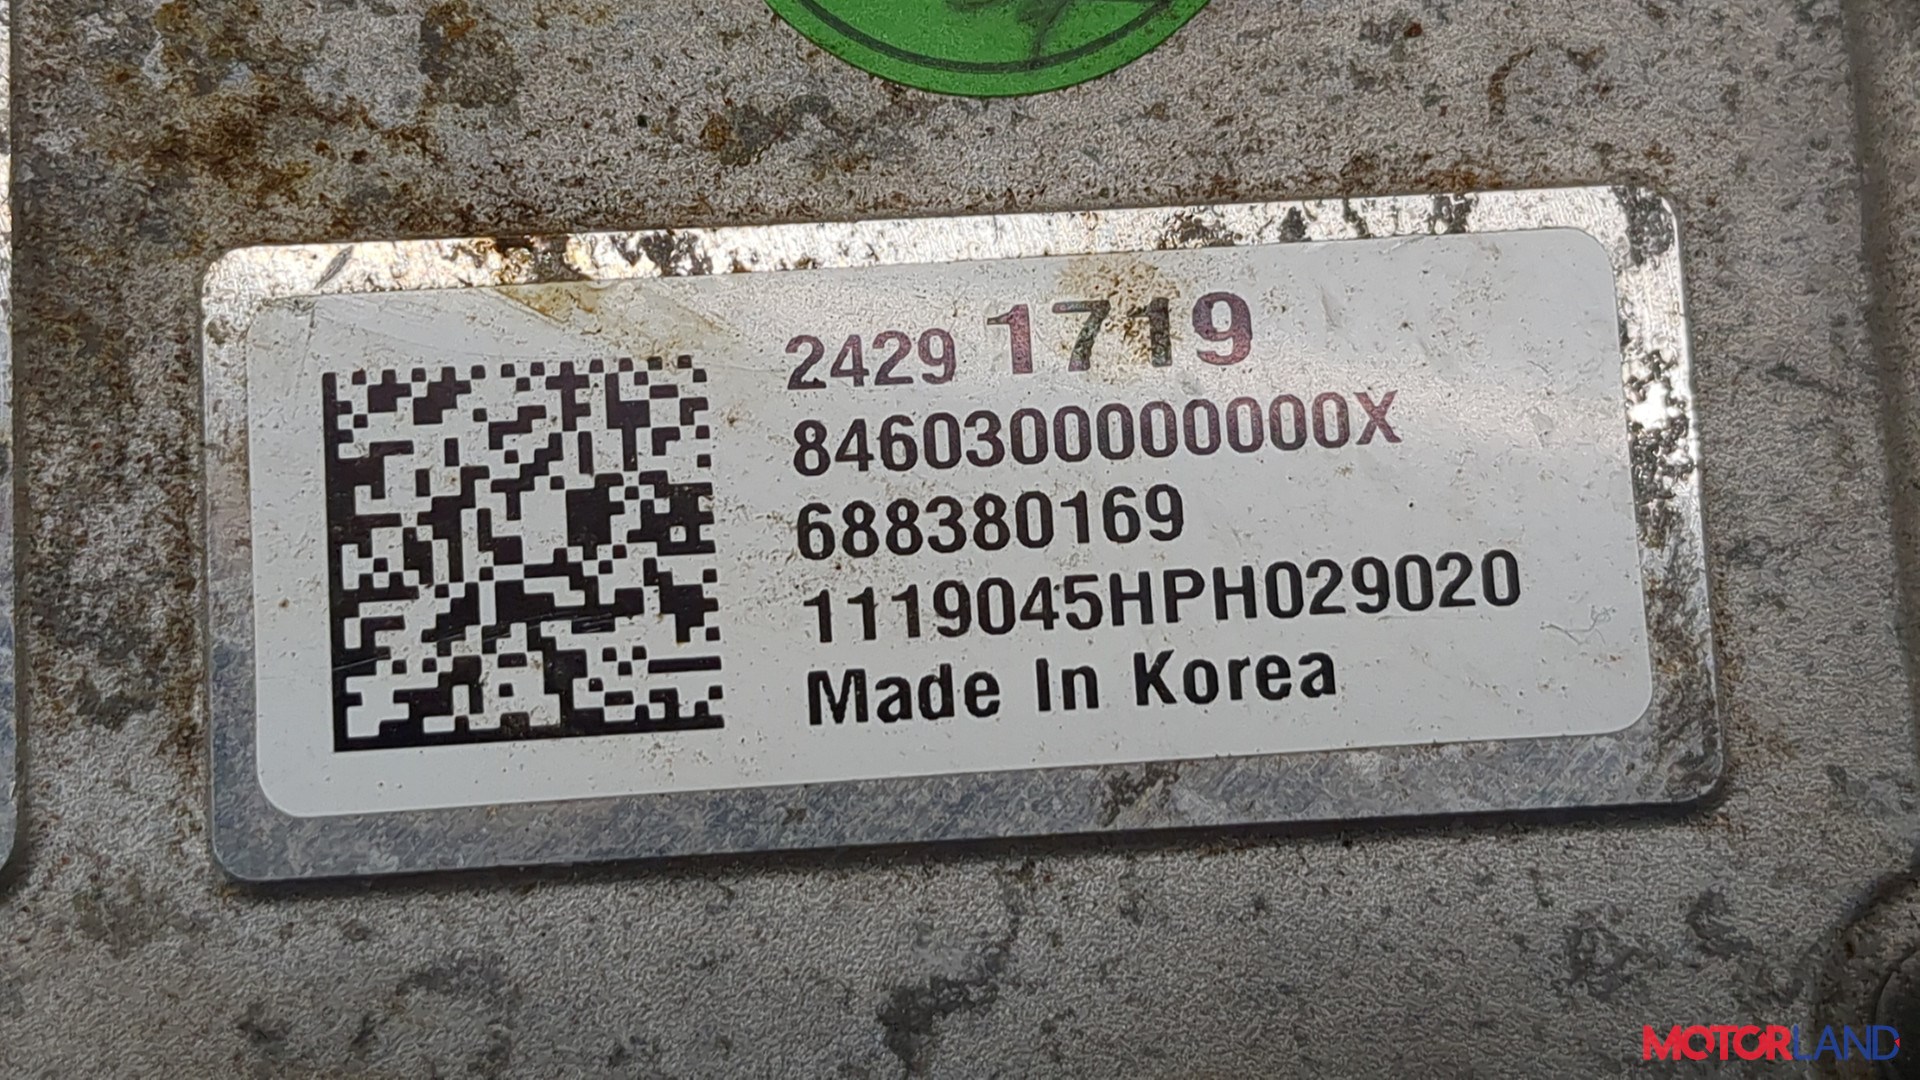 2429 1719
8460300000000X
688380169
1119045HPH029020
Made In Korea
MOTORLAND